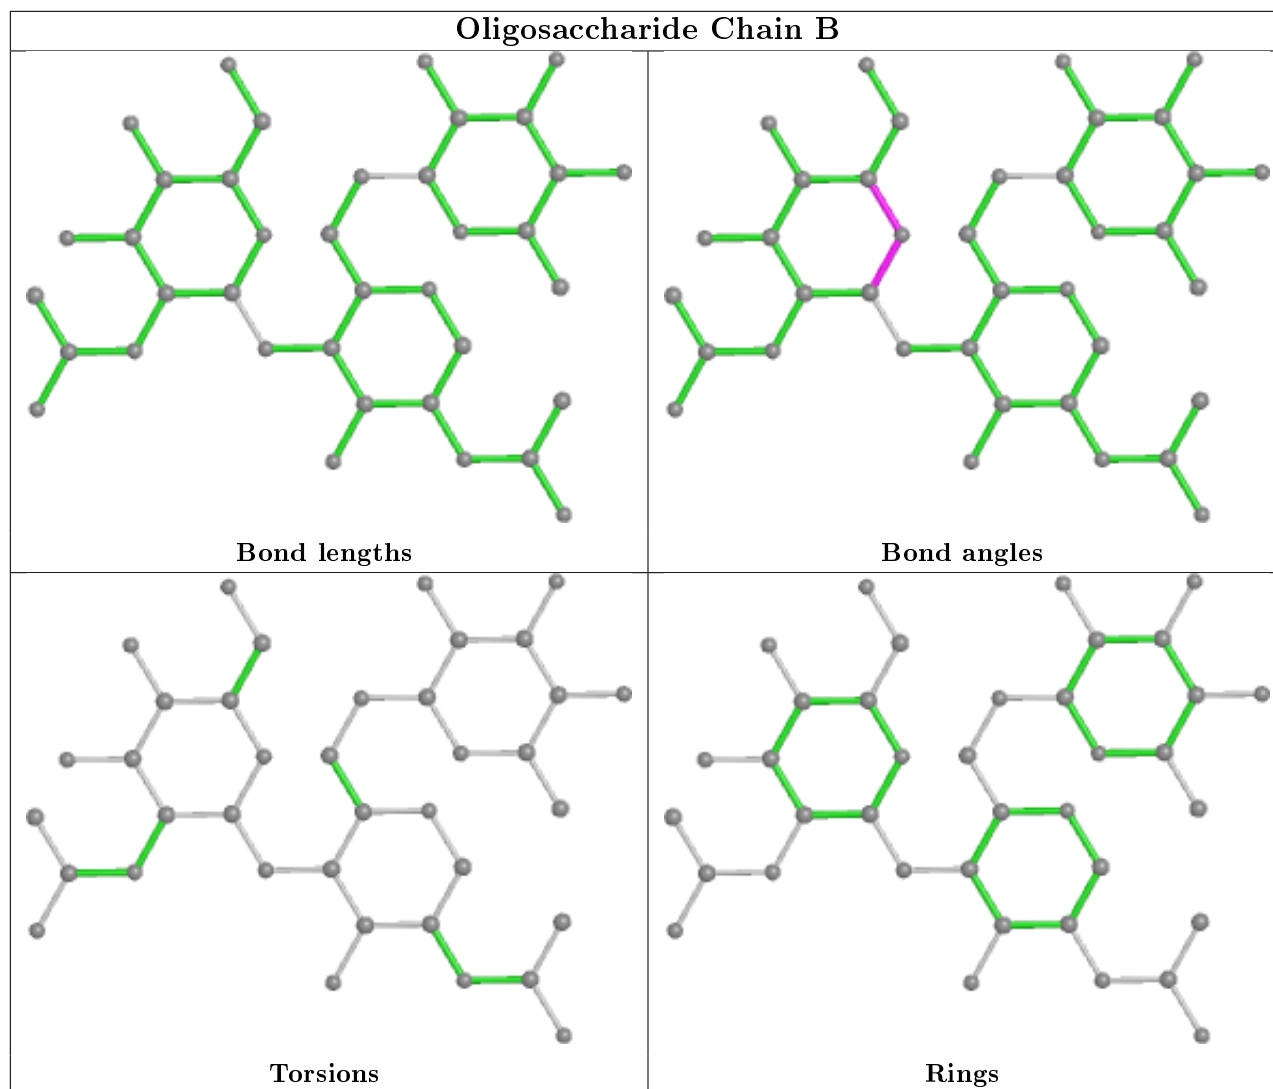 Oligosaccharide Chain B
Bond lengths
Bond angles
Torsions
Rings